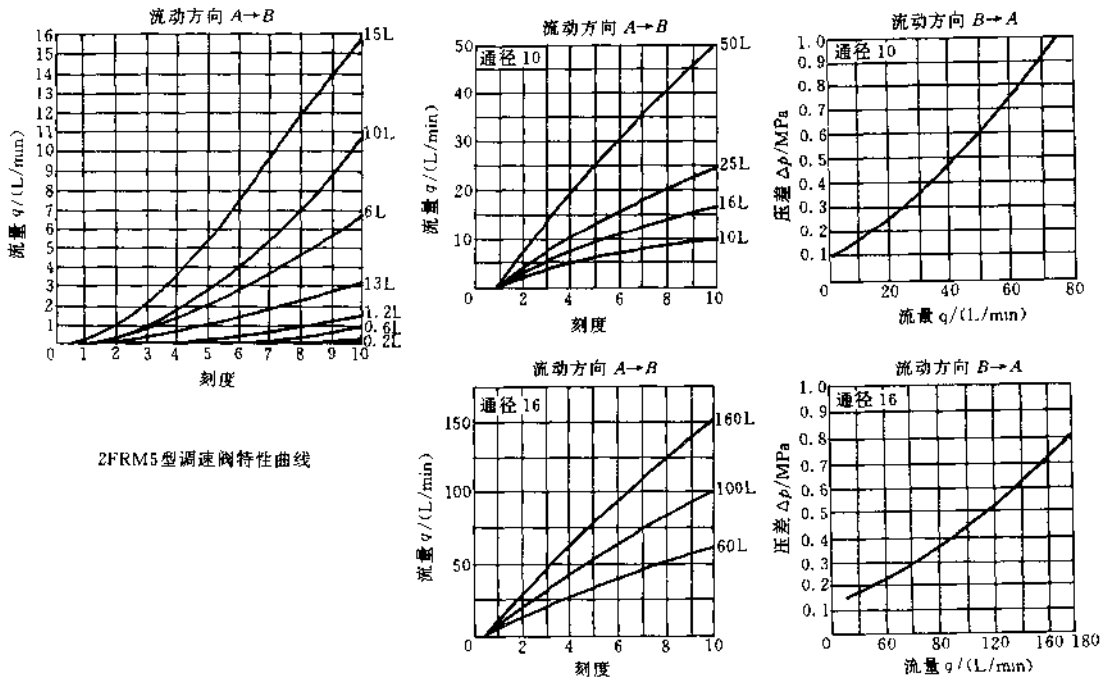 流动方向 A→B
16
15
14
13
12
11
10
9
8
7
6
5
4
3
2
1
0
流量 q/(L/min)
1 2 3 4 5 6 7 8 9 10
刻度
15L
10L
6L
13L
1.2L
0.6L
0.2L
2FRM5型调速阀特性曲线
流动方向 A→B
通径 10
50
40
30
20
10
0
流量 q/(L/min)
2 4 6 8 10
刻度
50L
25L
16L
10L
流动方向 B→A
通径 10
1.0
0.9
0.8
0.7
0.6
0.5
0.4
0.3
0.2
0.1
压差 Δp/MPa
0 20 40 60 80
流量 q/(L/min)
流动方向 A→B
通径 16
150
100
50
0
流量 q/(L/min)
2 4 6 8 10
刻度
160L
100L
60L
流动方向 B→A
通径 16
1.0
0.9
0.8
0.7
0.6
0.5
0.4
0.3
0.2
0.1
压差 Δp/MPa
0 60 80 120 160 180
流量 q/(L/min)